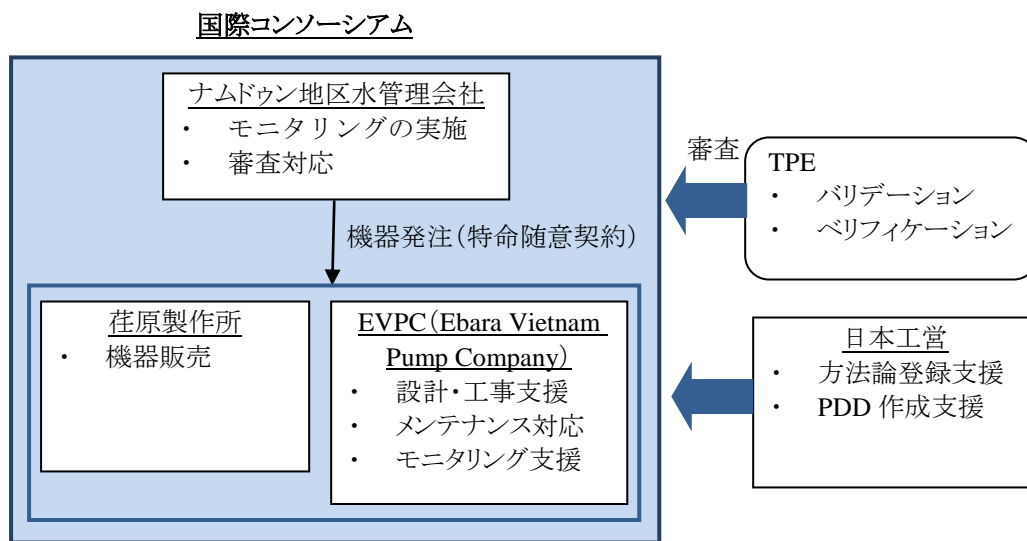 国際コンソーシアム
ナムドゥン地区水管理会社
・ モニタリングの実施
・ 審査対応
審査
TPE
・ バリデーション
・ ベリフィケーション
機器発注（特命随意契約）
荏原製作所
・ 機器販売
EVPC（Ebara Vietnam
Pump Company）
・ 設計・工事支援
・ メンテナンス対応
・ モニタリング支援
日本工営
・ 方法論登録支援
・ PDD 作成支援